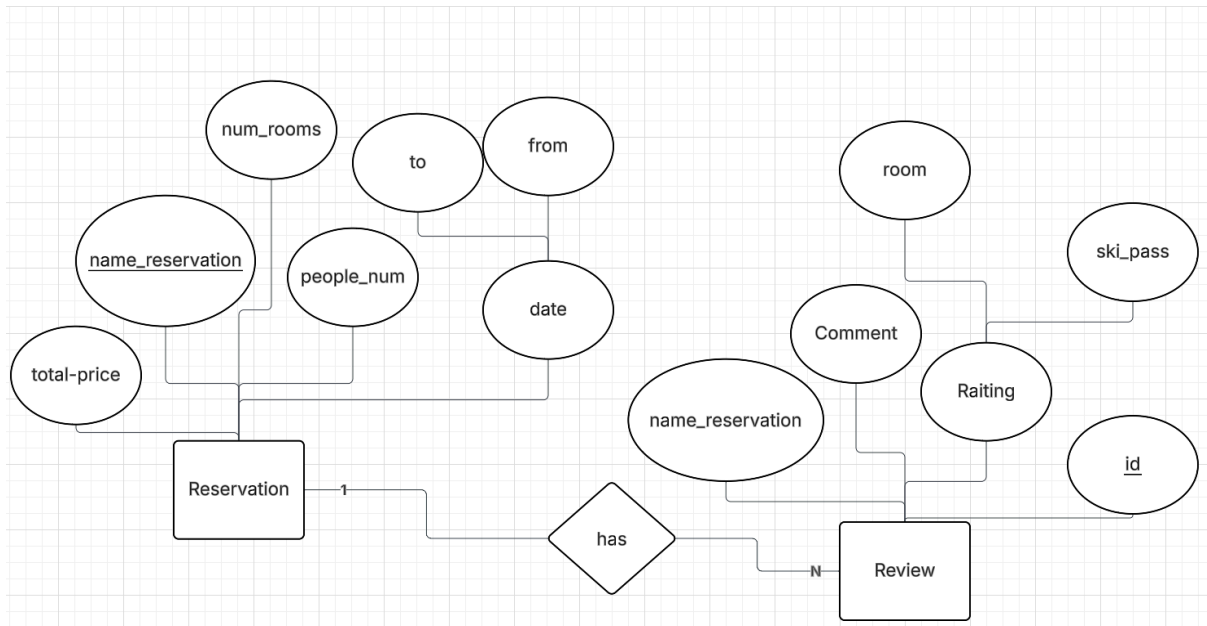 num_rooms
to
from
room
name_reservation
people_num
ski_pass
date
Comment
total-price
Raiting
name_reservation
id
Reservation
1
has
N
Review